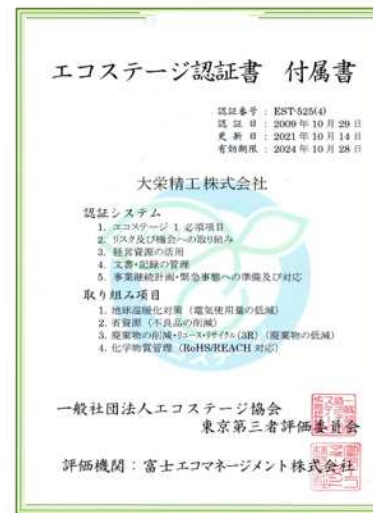 エコステージ認証書 付属書
認証番号 : EST-525(4)
認証日 : 2009年10月29日
更新日 : 2021年10月14日
有効期限 : 2024年10月28日
大栄精工株式会社
認証システム
1. エコステージ 1 必須項目
2. リスク及び機会への取り組み
3. 経営資源の活用
4. 文書・記録の管理
5. 事業継続計画・緊急事態への準備及び対応
取り組み項目
1. 地球温暖化対策(電気使用量の低減)
2. 省資源(不良品の削減)
3. 廃棄物の削減・リユース・リサイクル(3R)(廃棄物の低減)
4. 化学物質管理(RoHS/REACH 対応)
一般社団法人エコステージ協会
東京第三者評価委員会
評価機関:富士エコマネージメント株式会社